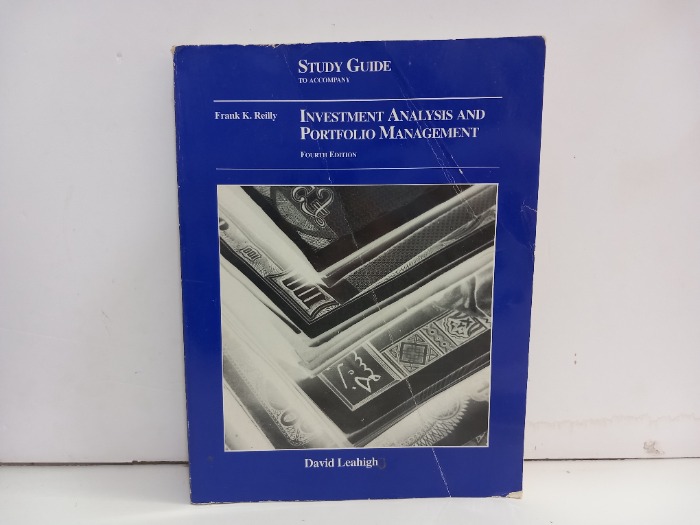 STUDY GUIDE
TO ACCOMPANY
Frank K. Reilly
INVESTMENT ANALYSIS AND
PORTFOLIO MANAGEMENT
FOURTH EDITION
David Leahigh